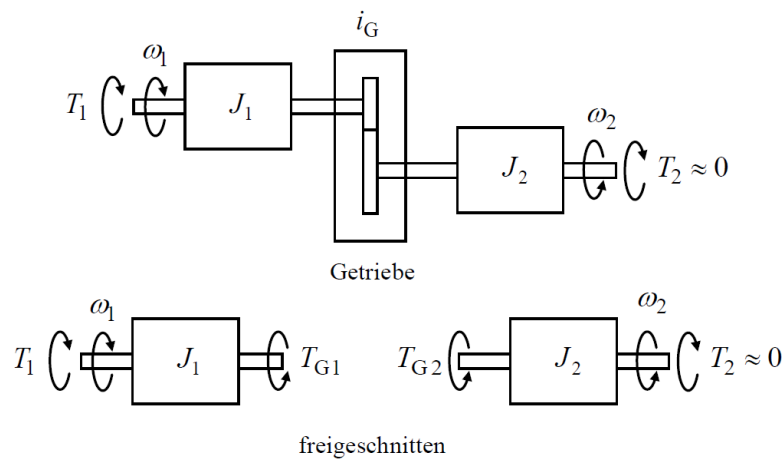 i_G
ω_1
T_1
J_1
ω_2
J_2
T_2 ≈ 0
Getriebe
ω_1
T_1
J_1
T_G1
ω_2
T_G2
J_2
T_2 ≈ 0
freigeschnitten